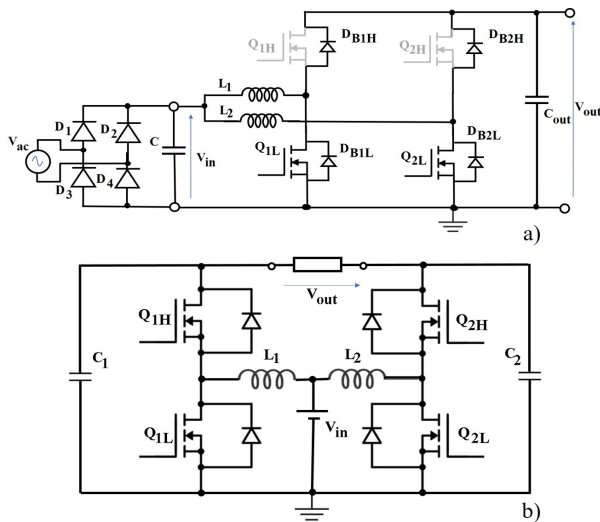 Q1H
DB1H
Q2H
DB2H
L1
L2
D1
D2
Vac
C
Vin
D3
D4
Q1L
DB1L
Q2L
DB2L
Cout
Vout
a)
Q1H
Vout
Q2H
C1
L1
L2
C2
Q1L
Vin
Q2L
b)